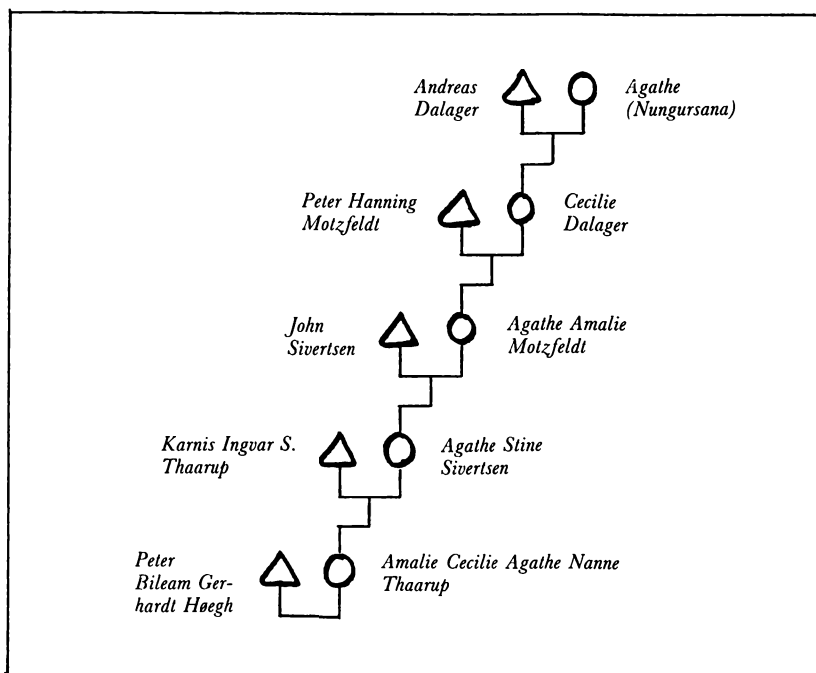 Andreas
Dalager
Agathe
(Nungursana)
Peter Hanning
Motzfeldt
Cecilie
Dalager
John
Sivertsen
Agathe Amalie
Motzfeldt
Karnis Ingvar S.
Thaarup
Agathe Stine
Sivertsen
Peter
Bileam Ger-
hardt Høegh
Amalie Cecilie Agathe Nanne
Thaarup